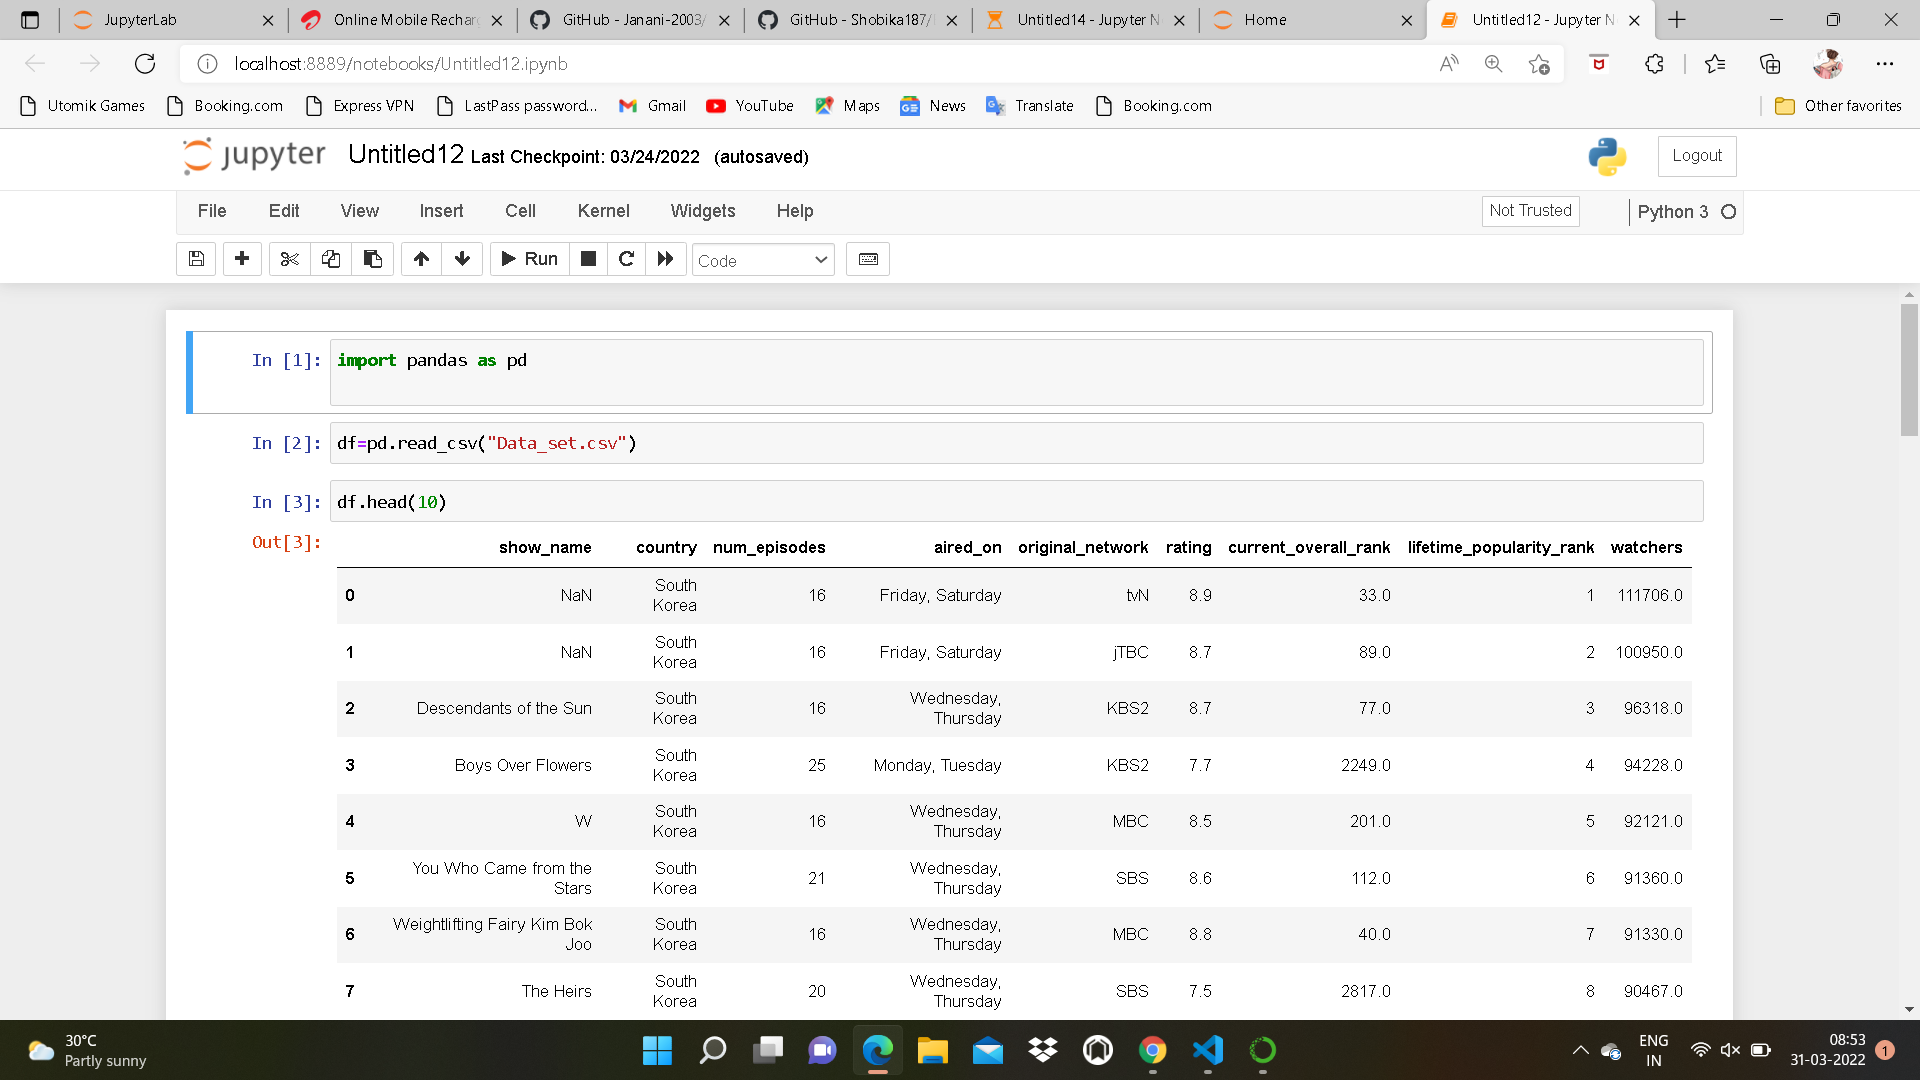 JupyterLab
Online Mobile Rechar
GitHub - Janani-2003/
GitHub - Shobika187/
Untitled14 - Jupyter N
Home
Untitled12 - Jupyter N
localhost:8889/notebooks/Untitled12.ipynb
Utomik Games
Booking.com
Express VPN
LastPass password...
Gmail
YouTube
Maps
News
Translate
Booking.com
Other favorites
jupyter Untitled12 Last Checkpoint: 03/24/2022 (autosaved)
Logout
File Edit View Insert Cell Kernel Widgets Help
Not Trusted
Python 3
Run
Code
In [1]: import pandas as pd
In [2]: df=pd.read_csv("Data_set.csv")
In [3]: df.head(10)
Out[3]:
show_name country num_episodes aired_on original_network rating current_overall_rank lifetime_popularity_rank watchers
0 NaN South Korea 16 Friday, Saturday tvN 8.9 33.0 1 111706.0
1 NaN South Korea 16 Friday, Saturday jTBC 8.7 89.0 2 100950.0
2 Descendants of the Sun South Korea 16 Wednesday, Thursday KBS2 8.7 77.0 3 96318.0
3 Boys Over Flowers South Korea 25 Monday, Tuesday KBS2 7.7 2249.0 4 94228.0
4 W South Korea 16 Wednesday, Thursday MBC 8.5 201.0 5 92121.0
5 You Who Came from the Stars South Korea 21 Wednesday, Thursday SBS 8.6 112.0 6 91360.0
6 Weightlifting Fairy Kim Bok Joo South Korea 16 Wednesday, Thursday MBC 8.8 40.0 7 91330.0
7 The Heirs South Korea 20 Wednesday, Thursday SBS 7.5 2817.0 8 90467.0
30°C
Partly sunny
ENG
IN
08:53
31-03-2022
1